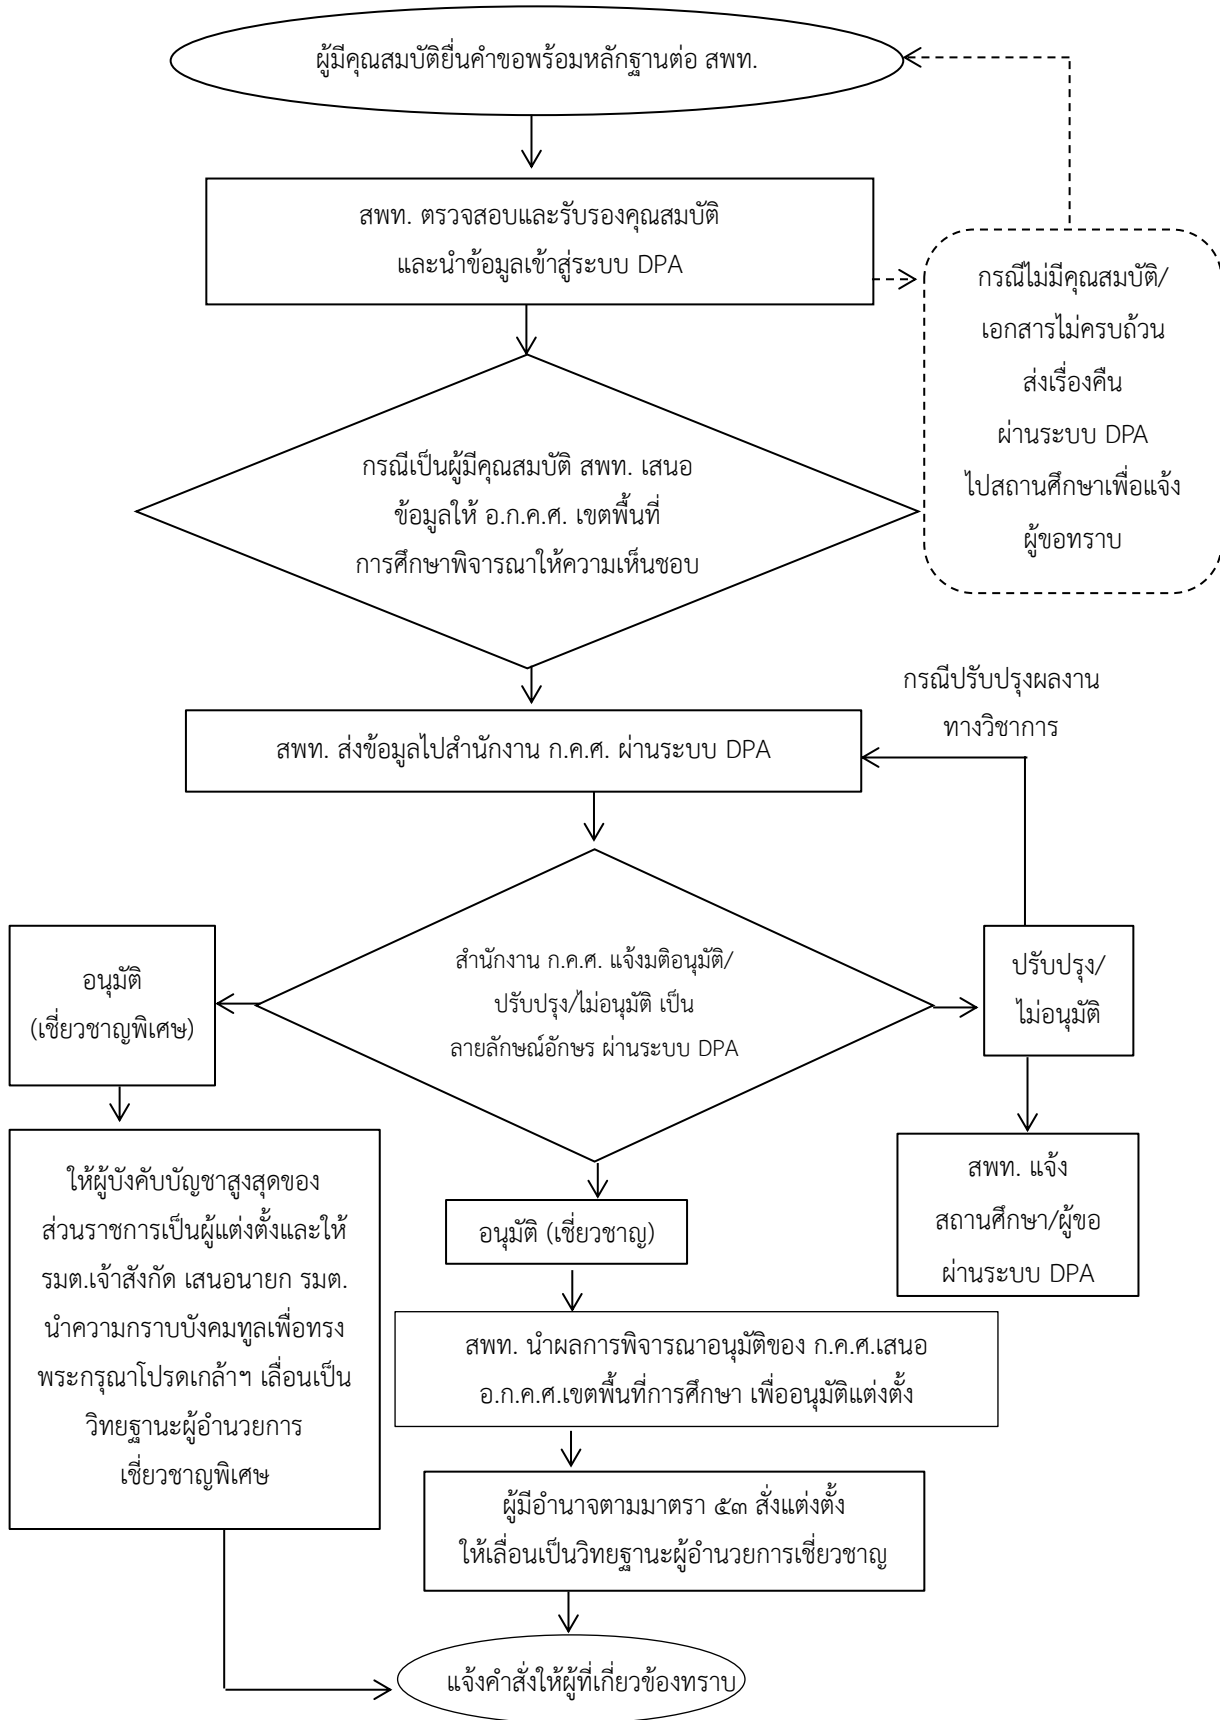 ผู้มีคุณสมบัติยื่นคำขอพร้อมหลักฐานต่อ สพท.
สพท. ตรวจสอบและรับรองคุณสมบัติ
และนำข้อมูลเข้าสู่ระบบ DPA
กรณีไม่มีคุณสมบัติ/
เอกสารไม่ครบถ้วน
ส่งเรื่องคืน
ผ่านระบบ DPA
ไปสถานศึกษาเพื่อแจ้ง
ผู้ขอทราบ
กรณีเป็นผู้มีคุณสมบัติ สพท. เสนอ
ข้อมูลให้ อ.ก.ค.ศ. เขตพื้นที่
การศึกษาพิจารณาให้ความเห็นชอบ
กรณีปรับปรุงผลงาน
ทางวิชาการ
สพท. ส่งข้อมูลไปสำนักงาน ก.ค.ศ. ผ่านระบบ DPA
สำนักงาน ก.ค.ศ. แจ้งมติอนุมัติ/
ปรับปรุง/ไม่อนุมัติ เป็น
ลายลักษณ์อักษร ผ่านระบบ DPA
อนุมัติ
(เชี่ยวชาญพิเศษ)
ปรับปรุง/
ไม่อนุมัติ
ให้ผู้บังคับบัญชาสูงสุดของ
ส่วนราชการเป็นผู้แต่งตั้งและให้
รมต.เจ้าสังกัด เสนอนายก รมต.
นำความกราบบังคมทูลเพื่อทรง
พระกรุณาโปรดเกล้าฯ เลื่อนเป็น
วิทยฐานะผู้อำนวยการ
เชี่ยวชาญพิเศษ
สพท. แจ้ง
สถานศึกษา/ผู้ขอ
ผ่านระบบ DPA
อนุมัติ (เชี่ยวชาญ)
สพท. นำผลการพิจารณาอนุมัติของ ก.ค.ศ.เสนอ
อ.ก.ค.ศ.เขตพื้นที่การศึกษา เพื่ออนุมัติแต่งตั้ง
ผู้มีอำนาจตามมาตรา ๕๓ สั่งแต่งตั้ง
ให้เลื่อนเป็นวิทยฐานะผู้อำนวยการเชี่ยวชาญ
แจ้งคำสั่งให้ผู้ที่เกี่ยวข้องทราบ